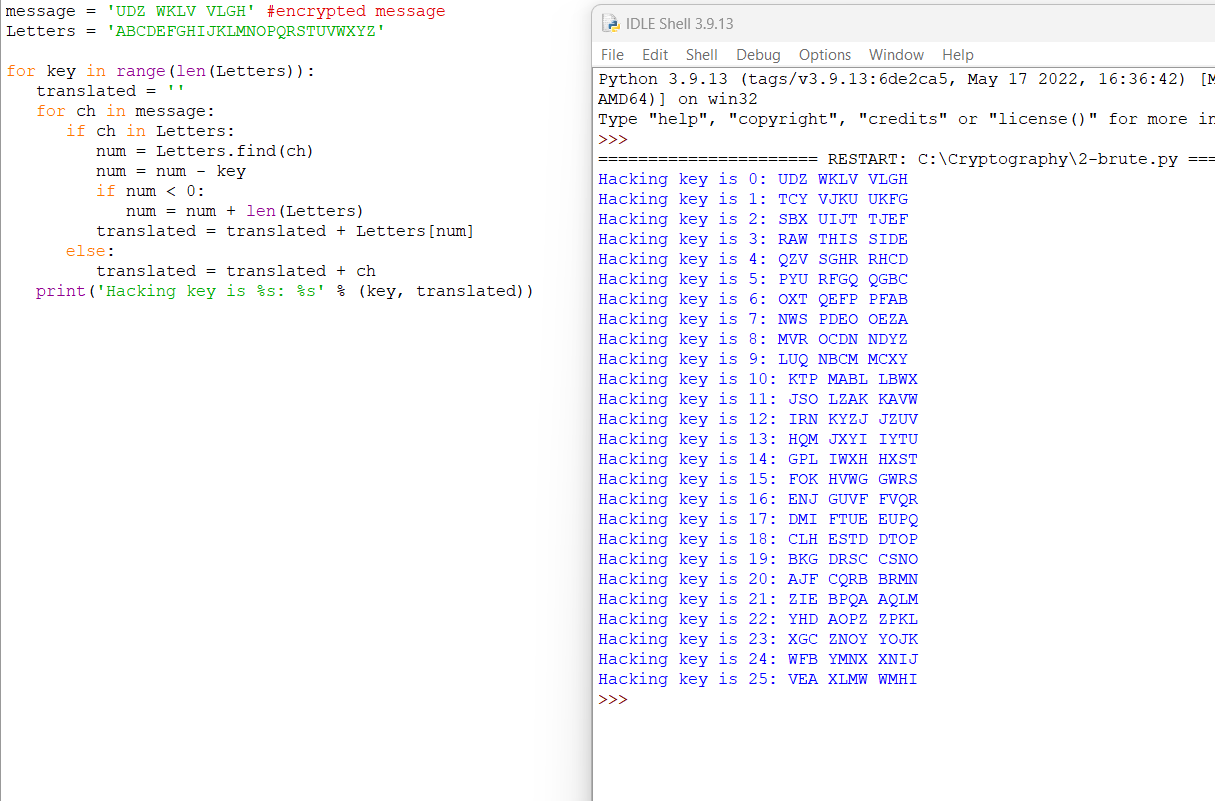 message = 'UDZ WKLV VLGH' #encrypted message
Letters = 'ABCDEFGHIJKLMNOPQRSTUVWXYZ'
for key in range(len(Letters)):
translated = ''
for ch in message:
if ch in Letters:
num = Letters.find(ch)
num = num - key
if num < 0:
num = num + len(Letters)
translated = translated + Letters[num]
else:
translated = translated + ch
print('Hacking key is %s: %s' % (key, translated))
IDLE Shell 3.9.13
File Edit Shell Debug Options Window Help
Python 3.9.13 (tags/v3.9.13:6de2ca5, May 17 2022, 16:36:42) [M
AMD64)] on win32
Type "help", "copyright", "credits" or "license()" for more in
>>>
====================== RESTART: C:\Cryptography\2-brute.py ===
Hacking key is 0: UDZ WKLV VLGH
Hacking key is 1: TCY VJKU UKFG
Hacking key is 2: SBX UIJT TJEF
Hacking key is 3: RAW THIS SIDE
Hacking key is 4: QZV SGHR RHCD
Hacking key is 5: PYU RFGQ QGBC
Hacking key is 6: OXT QEFP PFAB
Hacking key is 7: NWS PDEO OEZA
Hacking key is 8: MVR OCDN NDYZ
Hacking key is 9: LUQ NBCM MCXY
Hacking key is 10: KTP MABL LBWX
Hacking key is 11: JSO LZAK KAVW
Hacking key is 12: IRN KYZJ JZUV
Hacking key is 13: HQM JXYI IYTU
Hacking key is 14: GPL IWXH HXST
Hacking key is 15: FOK HVWG GWRS
Hacking key is 16: ENJ GUVF FVQR
Hacking key is 17: DMI FTUE EUPQ
Hacking key is 18: CLH ESTD DTOP
Hacking key is 19: BKG DRSC CSNO
Hacking key is 20: AJF CQRB BRMN
Hacking key is 21: ZIE BPQA AQLM
Hacking key is 22: YHD AOPZ ZPKL
Hacking key is 23: XGC ZNOY YOJK
Hacking key is 24: WFB YMNX XNIJ
Hacking key is 25: VEA XLMW WMHI
>>>